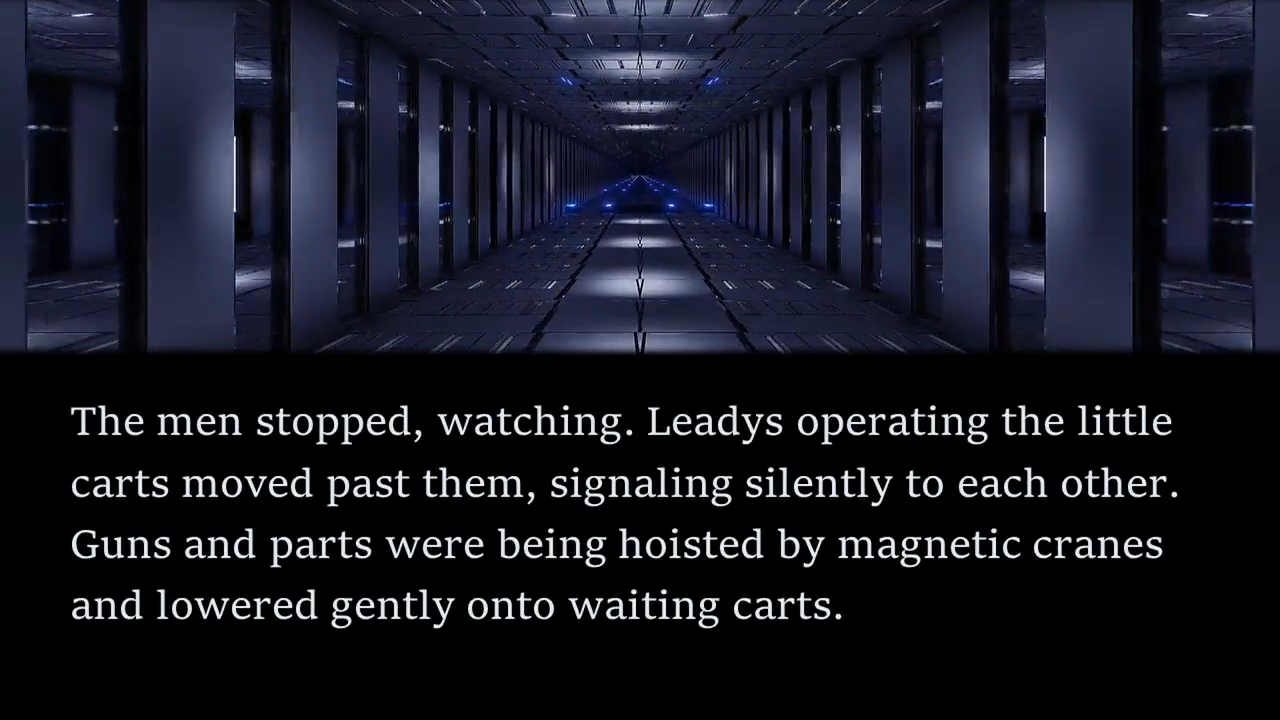 The men stopped, watching. Leadys operating the little
carts moved past them, signaling silently to each other.
Guns and parts were being hoisted by magnetic cranes
and lowered gently onto waiting carts.